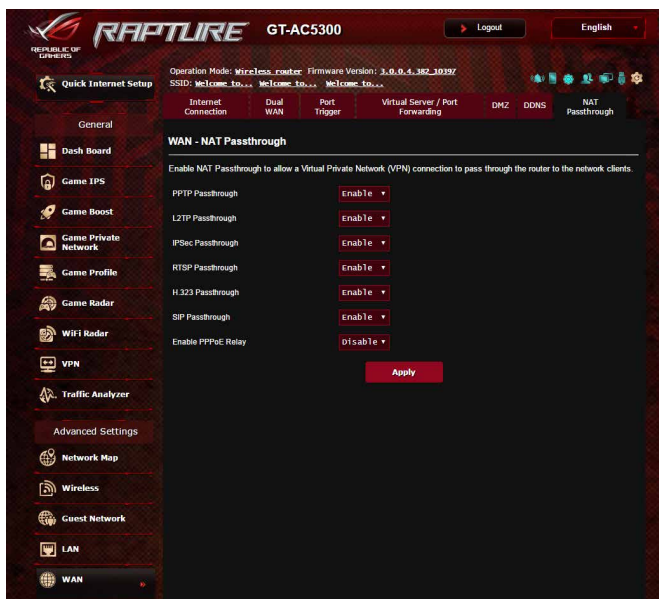 REPUBLIC OF
GAMERS
RAPTURE
GT-AC5300
Logout
English
Quick Internet Setup
Operation Mode: Wireless router Firmware Version: 3.0.0.4.382_10397
SSID: Welcome to... Welcome to... Welcome to...
Internet
Connection
Dual
WAN
Port
Trigger
Virtual Server / Port
Forwarding
DMZ
DDNS
NAT
Passthrough
General
Dash Board
Game IPS
Game Boost
Game Private
Network
Game Profile
Game Radar
WiFi Radar
VPN
Traffic Analyzer
Advanced Settings
Network Map
Wireless
Guest Network
LAN
WAN
WAN - NAT Passthrough
Enable NAT Passthrough to allow a Virtual Private Network (VPN) connection to pass through the router to the network clients.
PPTP Passthrough Enable
L2TP Passthrough Enable
IPSec Passthrough Enable
RTSP Passthrough Enable
H.323 Passthrough Enable
SIP Passthrough Enable
Enable PPPoE Relay Disable
Apply